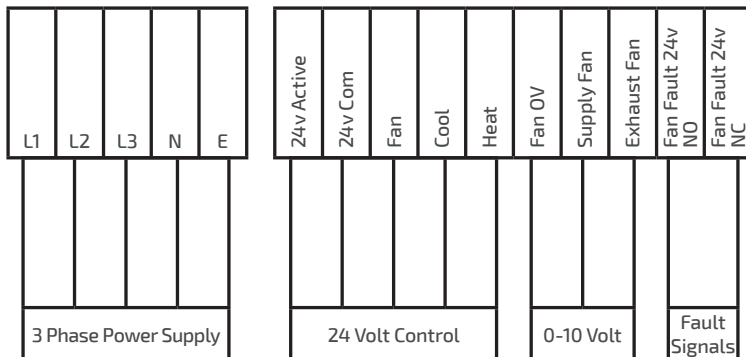 L1
L2
L3
N
E
24v Active
24v Com
Fan
Cool
Heat
Fan OV
Supply Fan
Exhaust Fan
Fan Fault 24v
NO
Fan Fault 24v
NC
3 Phase Power Supply
24 Volt Control
0-10 Volt
Fault
Signals